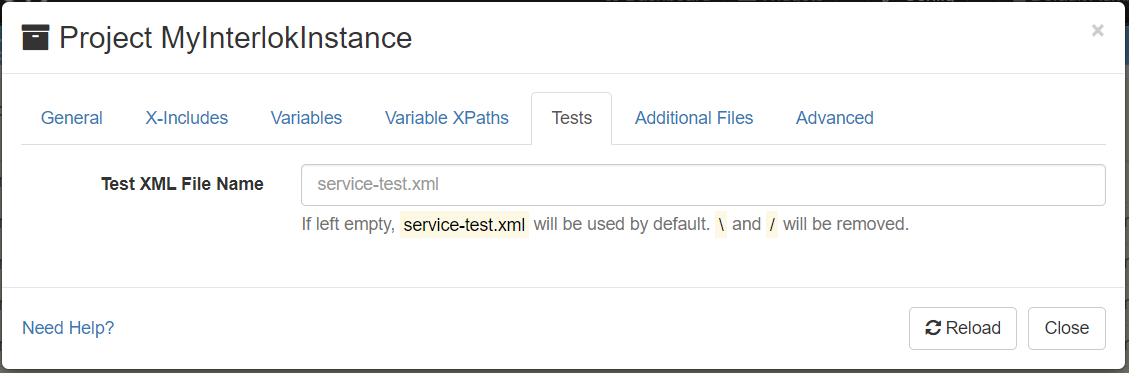 Project MyInterlokInstance
×
General X-Includes Variables Variable XPaths Tests Additional Files Advanced
Test XML File Name service-test.xml
If left empty, service-test.xml will be used by default. \ and / will be removed.
Need Help? Reload Close